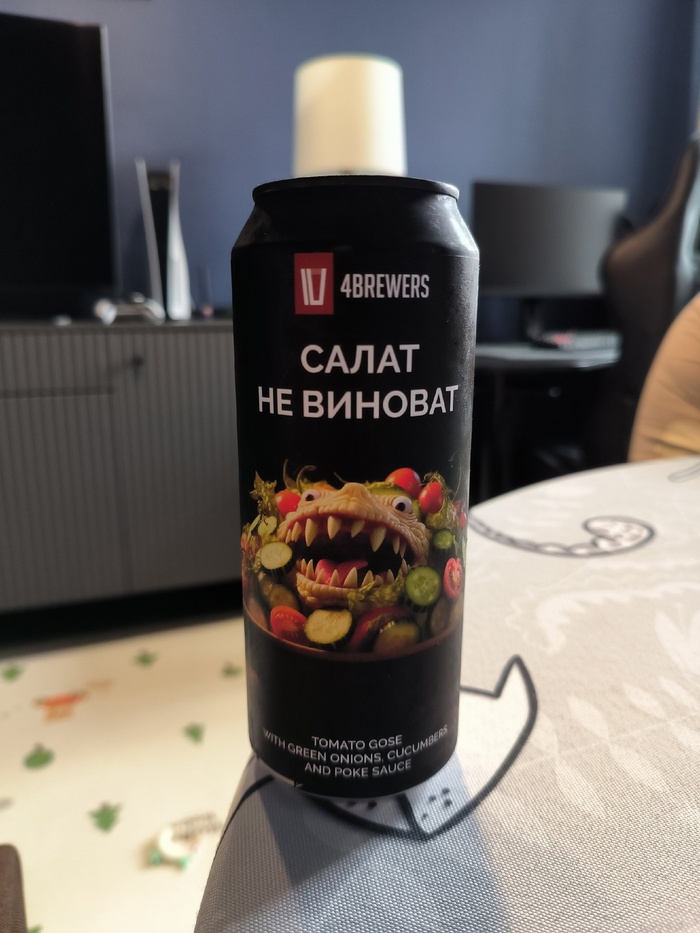 4BREWERS
САЛАТ
НЕ ВИНОВАТ
TOMATO GOSE
WITH GREEN ONIONS, CUCUMBERS
AND POKE SAUCE